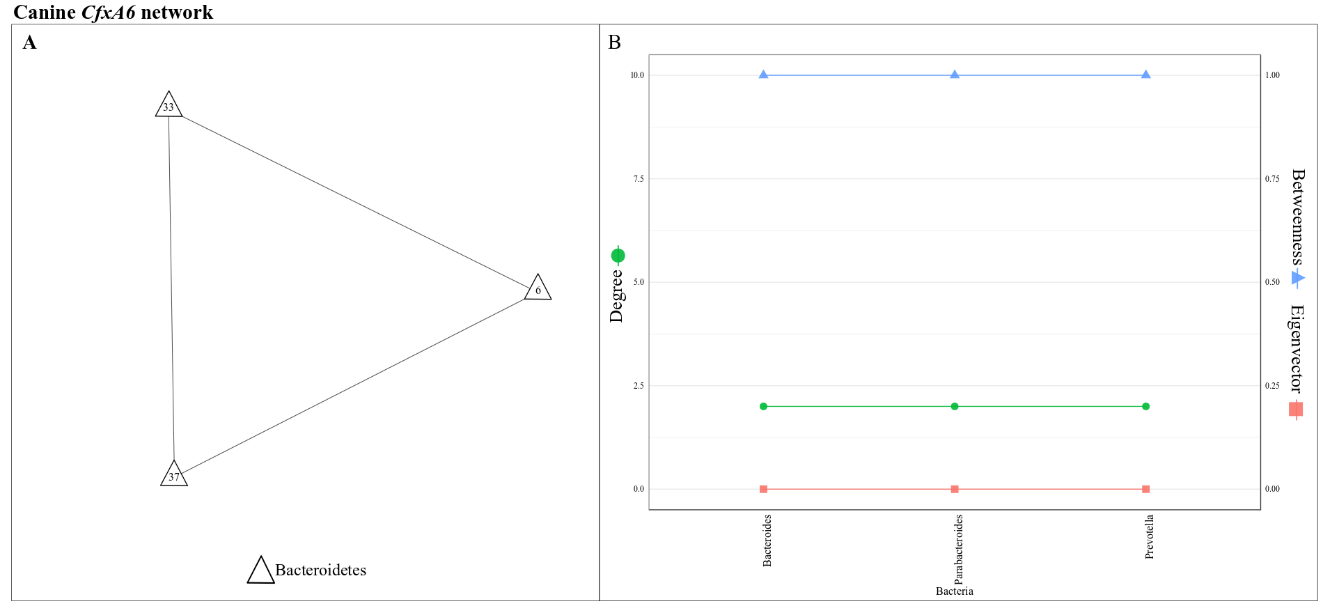 Canine CfxA6 network
A
33
6
37
Bacteroidetes
B
10.0
7.5
5.0
2.5
0.0
Degree
1.00
0.75
0.50
0.25
0.00
Betweenness
Eigenvector
Bacteroides
Parabacteroides
Prevotella
Bacteria